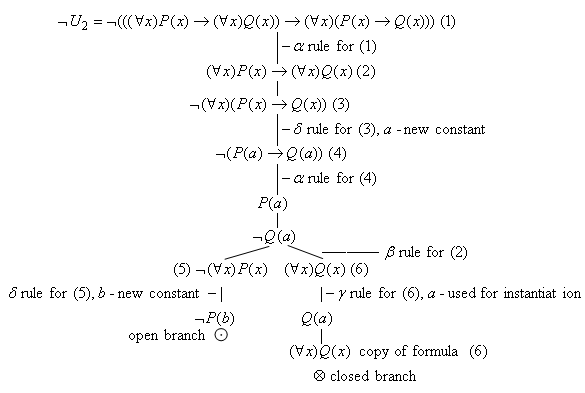 ¬U₂ = ¬(((∀x)P(x) → (∀x)Q(x)) → (∀x)(P(x) → Q(x))) (1)
α rule for (1)
(∀x)P(x) → (∀x)Q(x) (2)
¬(∀x)(P(x) → Q(x)) (3)
δ rule for (3), a - new constant
¬(P(a) → Q(a)) (4)
α rule for (4)
P(a)
¬Q(a)
β rule for (2)
(5) ¬(∀x)P(x) (∀x)Q(x) (6)
δ rule for (5), b - new constant γ rule for (6), a - used for instantiat ion
¬P(b) Q(a)
open branch ⊙
(∀x)Q(x) copy of formula (6)
⊗ closed branch